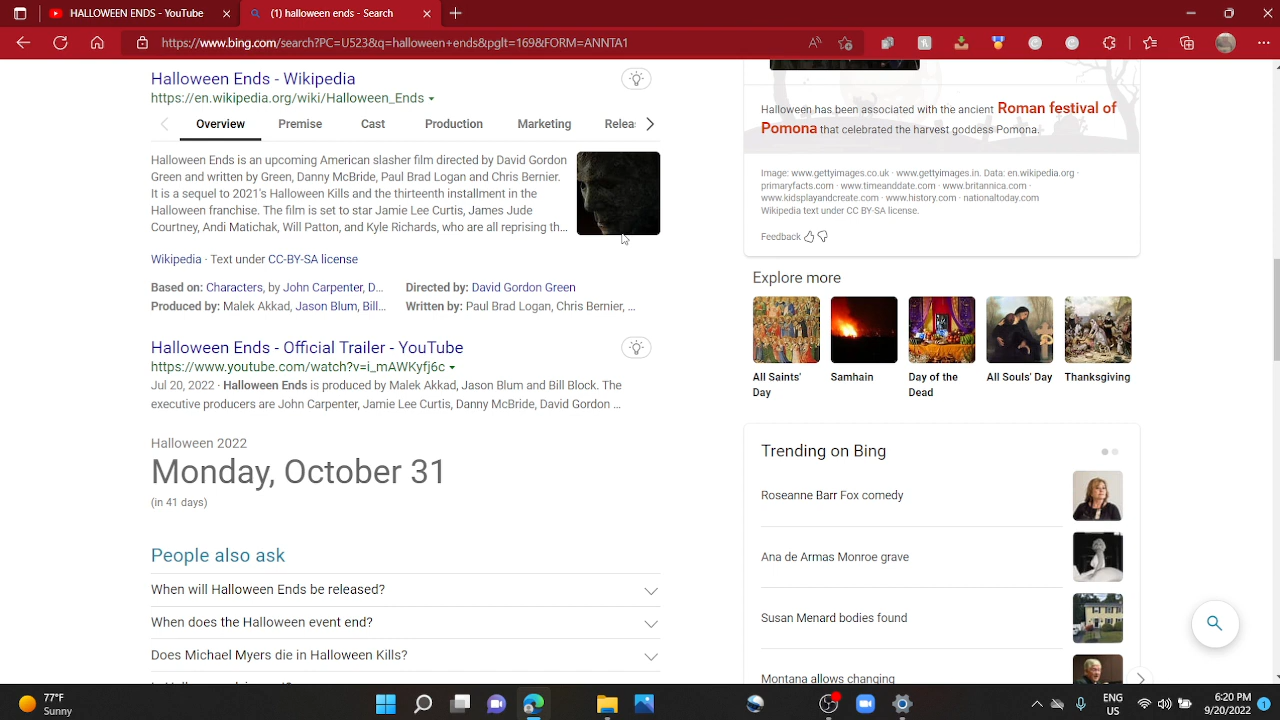 HALLOWEEN ENDS - YouTube
(1) halloween ends - Search
https://www.bing.com/search?PC=U523&q=halloween+ends&pglt=169&FORM=ANNTA1
Halloween Ends - Wikipedia
https://en.wikipedia.org/wiki/Halloween_Ends
Overview Premise Cast Production Marketing Relea
Halloween Ends is an upcoming American slasher film directed by David Gordon
Green and written by Green, Danny McBride, Paul Brad Logan and Chris Bernier.
It is a sequel to 2021's Halloween Kills and the thirteenth installment in the
Halloween franchise. The film is set to star Jamie Lee Curtis, James Jude
Courtney, Andi Matichak, Will Patton, and Kyle Richards, who are all reprising th...
Wikipedia · Text under CC-BY-SA license
Based on: Characters, by John Carpenter, D...
Directed by: David Gordon Green
Produced by: Malek Akkad, Jason Blum, Bill...
Written by: Paul Brad Logan, Chris Bernier, ...
Halloween Ends - Official Trailer - YouTube
https://www.youtube.com/watch?v=i_mAWKyfj6c
Jul 20, 2022 · Halloween Ends is produced by Malek Akkad, Jason Blum and Bill Block. The
executive producers are John Carpenter, Jamie Lee Curtis, Danny McBride, David Gordon ...
Halloween 2022
Monday, October 31
(in 41 days)
People also ask
When will Halloween Ends be released?
When does the Halloween event end?
Does Michael Myers die in Halloween Kills?
Halloween has been associated with the ancient Roman festival of
Pomona that celebrated the harvest goddess Pomona.
Image: www.gettyimages.co.uk · www.gettyimages.in. Data: en.wikipedia.org ·
primaryfacts.com · www.timeanddate.com · www.britannica.com ·
www.kidsplayandcreate.com · www.history.com · nationaltoday.com
Wikipedia text under CC BY-SA license.
Feedback
Explore more
All Saints'
Day
Samhain
Day of the
Dead
All Souls' Day
Thanksgiving
Trending on Bing
Roseanne Barr Fox comedy
Ana de Armas Monroe grave
Susan Menard bodies found
Montana allows changing
77°F
Sunny
ENG
US
6:20 PM
9/20/2022
1